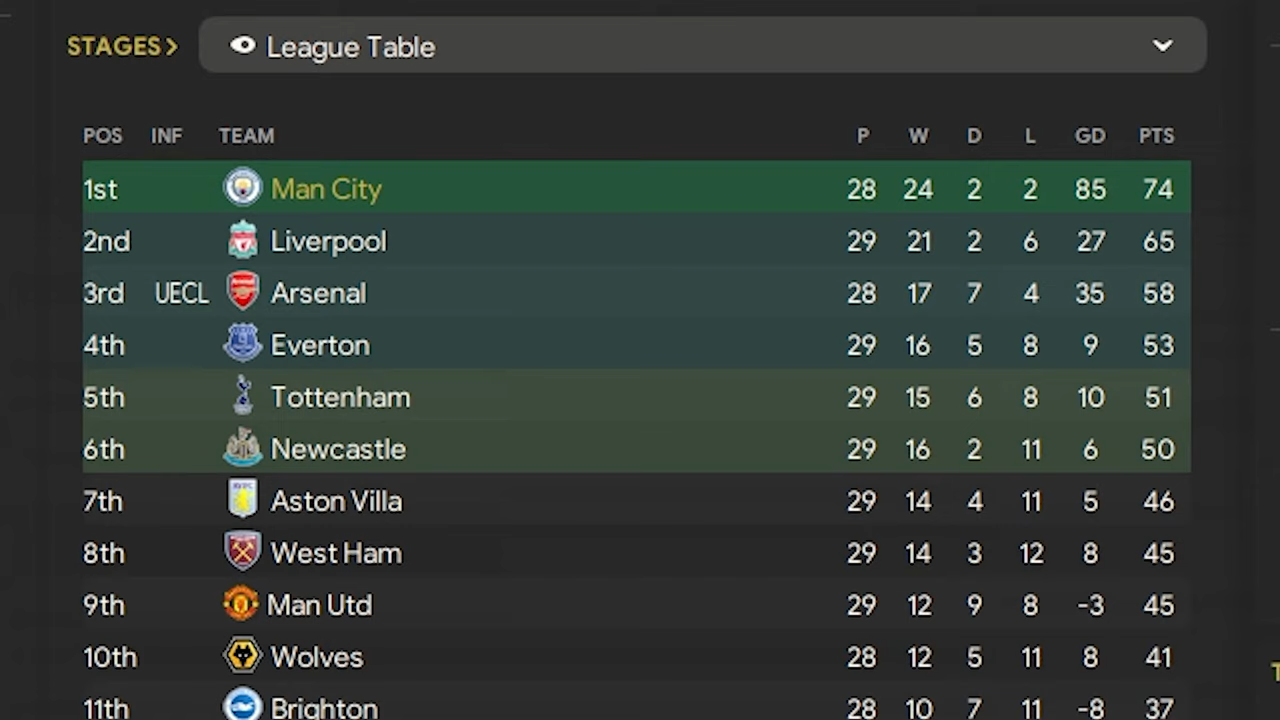 STAGES> League Table
POS INF TEAM P W D L GD PTS
1st Man City 28 24 2 2 85 74
2nd Liverpool 29 21 2 6 27 65
3rd UECL Arsenal 28 17 7 4 35 58
4th Everton 29 16 5 8 9 53
5th Tottenham 29 15 6 8 10 51
6th Newcastle 29 16 2 11 6 50
7th Aston Villa 29 14 4 11 5 46
8th West Ham 29 14 3 12 8 45
9th Man Utd 29 12 9 8 -3 45
10th Wolves 28 12 5 11 8 41
11th Brighton 28 10 7 11 -8 37